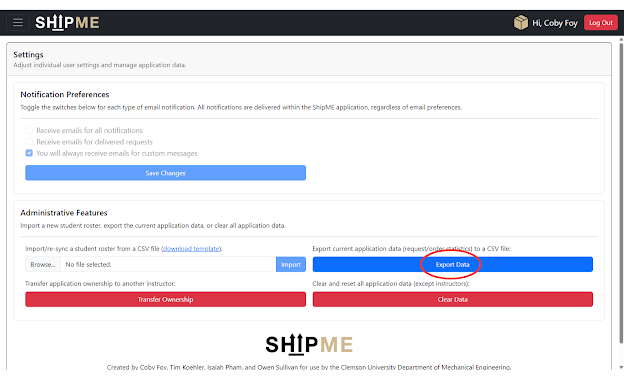 SHIPME
Hi, Coby Foy
Log Out
Settings
Adjust individual user settings and manage application data.
Notification Preferences
Toggle the switches below for each type of email notification. All notifications are delivered within the ShipME application, regardless of email preferences.
Receive emails for all notifications
Receive emails for delivered requests
You will always receive emails for custom messages
Save Changes
Administrative Features
Import a new student roster, export the current application data, or clear all application data.
Import/re-sync a student roster from a CSV file (download template):
Browse... No file selected. Import
Transfer application ownership to another instructor:
Transfer Ownership
Export current application data (request/order statistics) to a CSV file:
Export Data
Clear and reset all application data (except instructors):
Clear Data
SHIPME
Created by Coby Foy, Tim Koehler, Isaiah Pham, and Owen Sullivan for use by the Clemson University Department of Mechanical Engineering.